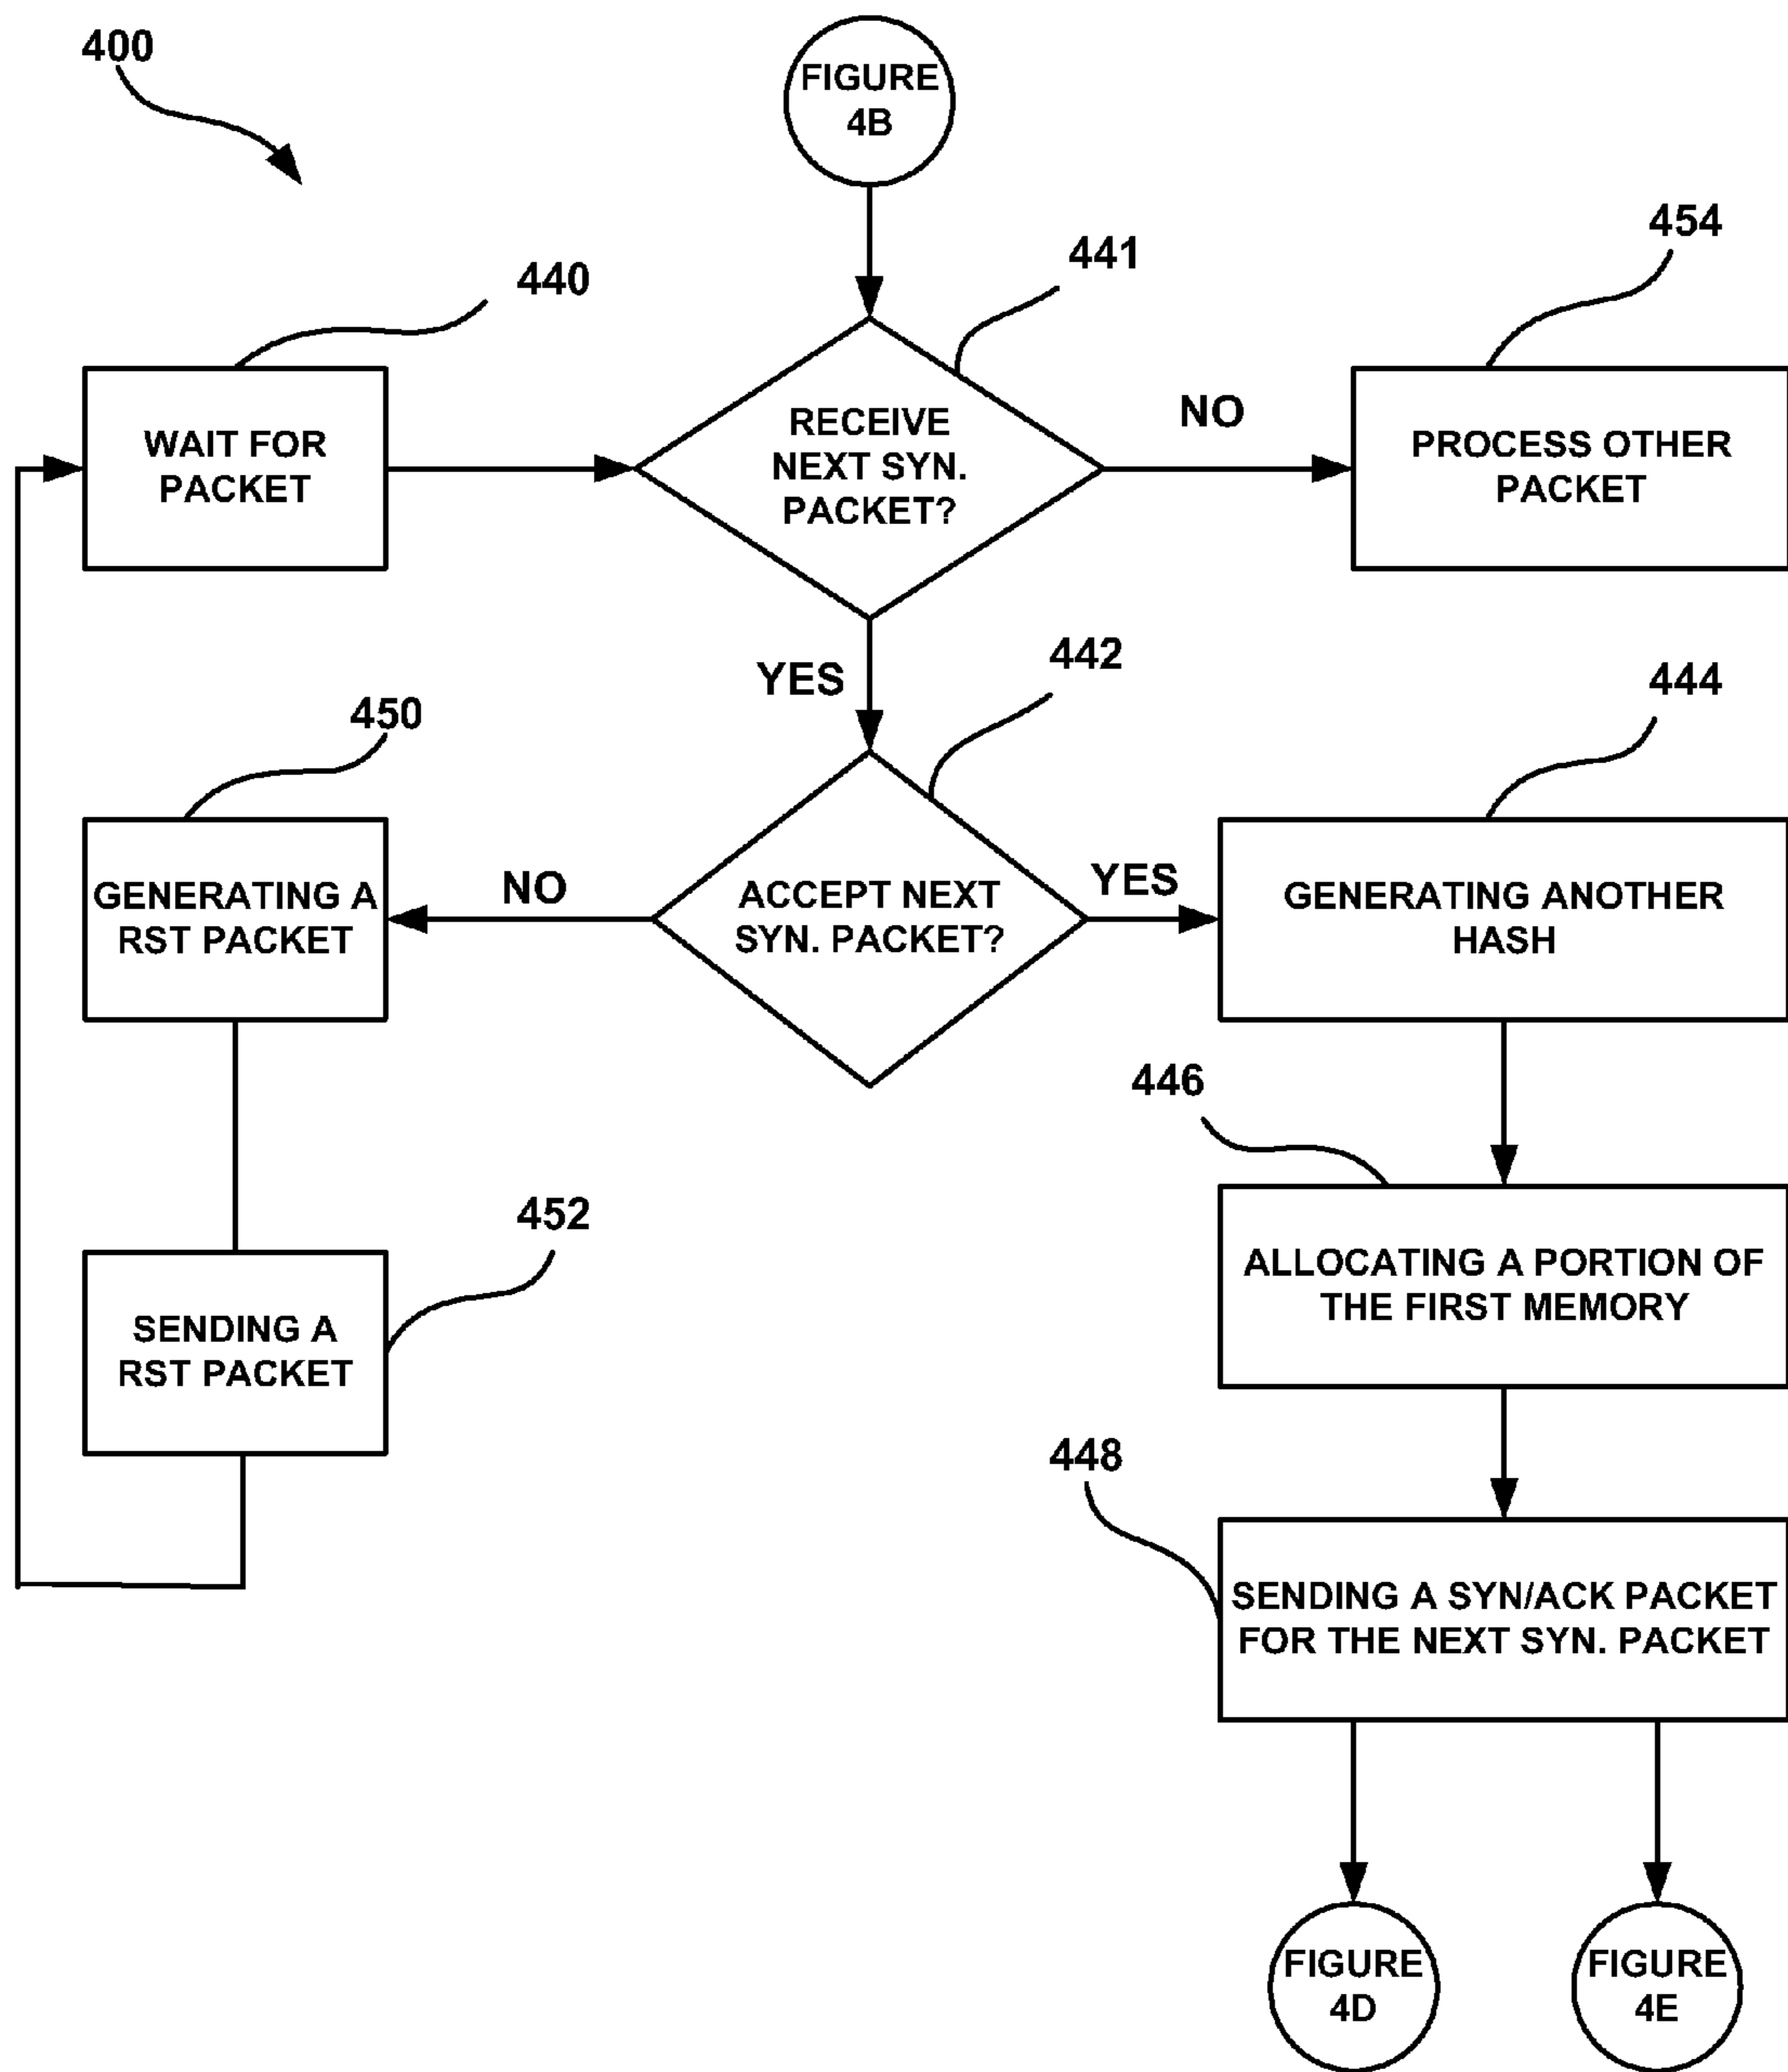 400
FIGURE
4B
454
441
440
WAIT FOR
PACKET
RECEIVE
NEXT SYN.
PACKET?
NO
PROCESS OTHER
PACKET
YES
442
444
450
GENERATING A
RST PACKET
NO
ACCEPT NEXT
SYN. PACKET?
YES
GENERATING ANOTHER
HASH
446
452
ALLOCATING A PORTION OF
THE FIRST MEMORY
SENDING A
RST PACKET
448
SENDING A SYN/ACK PACKET
FOR THE NEXT SYN. PACKET
FIGURE
4D
FIGURE
4E